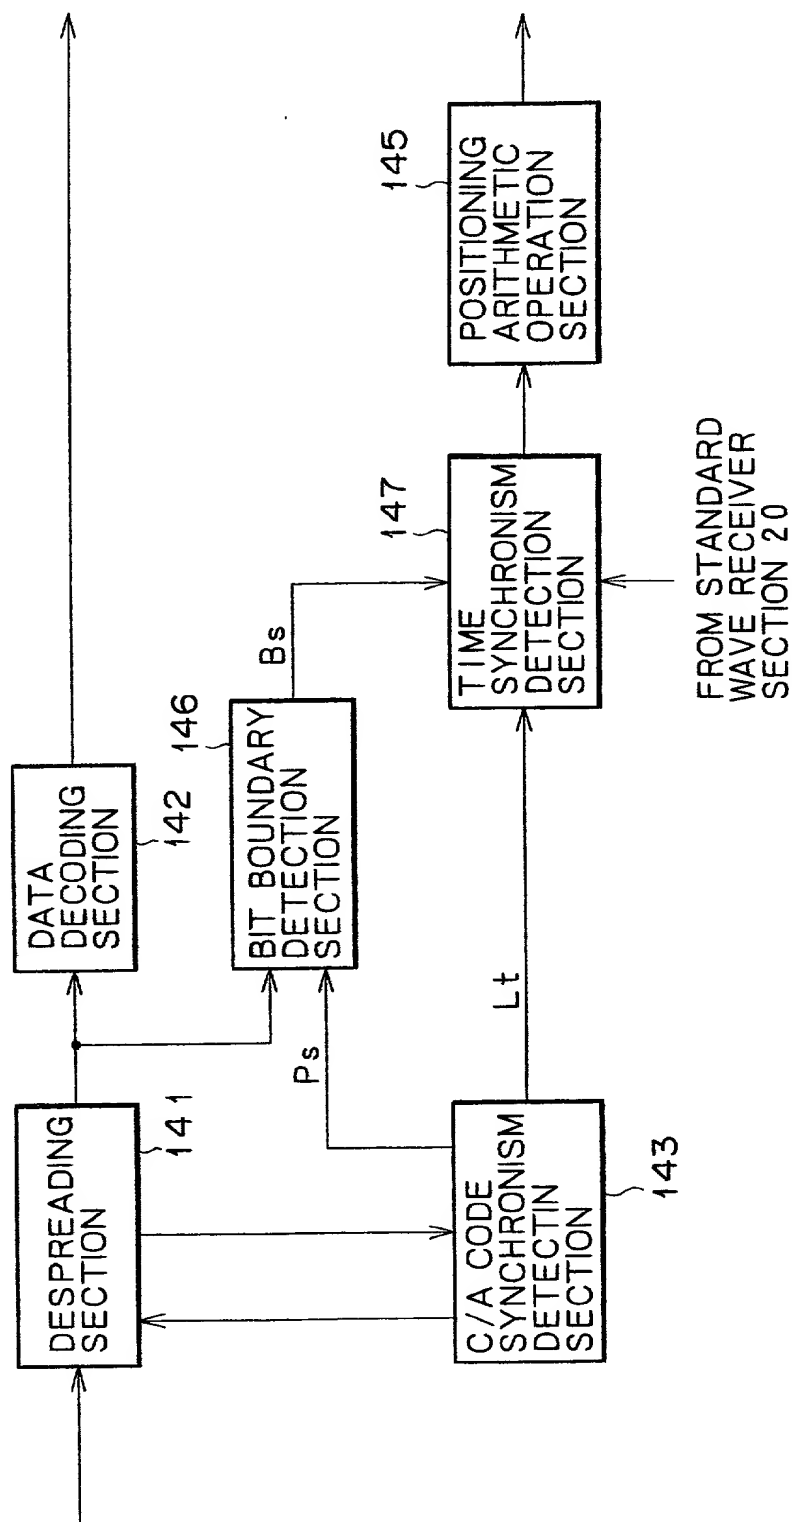 DESPREADING
SECTION
141
DATA
DECODING
SECTION
142
BIT BOUNDARY
DETECTION
SECTION
146
Ps
Bs
C/A CODE
SYNCHRONISM
DETECTIN
SECTION
143
Lt
TIME
SYNCHRONISM
DETECTION
SECTION
147
POSITIONING
ARITHMETIC
OPERATION
SECTION
145
FROM STANDARD
WAVE RECEIVER
SECTION 20